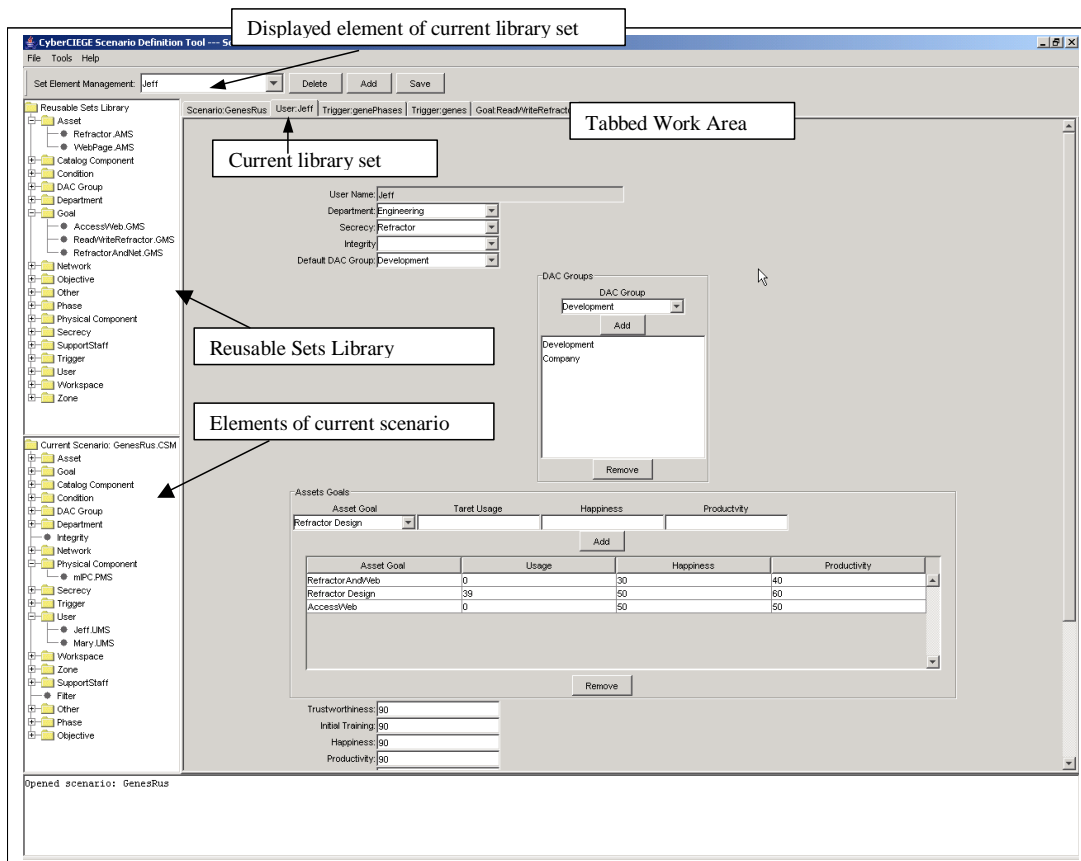 Displayed element of current library set
CyberCIEGE Scenario Definition Tool --- Sc
File Tools Help
Set Element Management: Jeff Delete Add Save
Scenario:GenesRus User:Jeff Trigger:genePhases Trigger:genes Goal:ReadWriteRefracto
Tabbed Work Area
Current library set
Reusable Sets Library
Asset
Refractor.AMS
WebPage.AMS
Catalog Component
Condition
DAC Group
Department
Goal
AccessWeb.GMS
ReadWriteRefractor.GMS
RefractorAndNet.GMS
Network
Objective
Other
Phase
Physical Component
Secrecy
SupportStaff
Trigger
User
Workspace
Zone
Reusable Sets Library
Elements of current scenario
Current Scenario: GenesRus.CSM
Asset
Goal
Catalog Component
Condition
DAC Group
Department
Integrity
Network
Physical Component
mIPC.PMS
Secrecy
Trigger
User
Jeff.UMS
Mary.UMS
Workspace
Zone
SupportStaff
Filter
Other
Phase
Objective
User Name: Jeff
Department: Engineering
Secrecy: Refractor
Integrity
Default DAC Group: Development
DAC Groups
DAC Group
Development
Add
Development
Company
Remove
Assets Goals
Asset Goal Taret Usage Happiness Productvity
Refractor Design
Add
Asset Goal Usage Happiness Productivity
RefractorAndWeb 0 30 40
Refractor Design 39 50 60
AccessWeb 0 50 50
Remove
Trustworthiness: 90
Initial Training: 90
Happiness: 90
Productivity: 90
Opened scenario: GenesRus